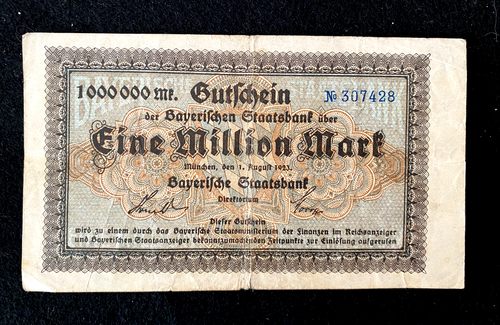 1000000 mk. Gutschein № 307428
der Bayerischen Staatsbank über
Eine Million Mark
München, den 1. August 1923.
Bayerische Staatsbank
Direktorium
Dieser Gutschein
wird zu einem durch das Bayerische Staatsministerium der Finanzen im Reichsanzeiger
und Bayerischen Staatsanzeiger bekanntzumachenden Zeitpunkte zur Einlösung aufgerufen